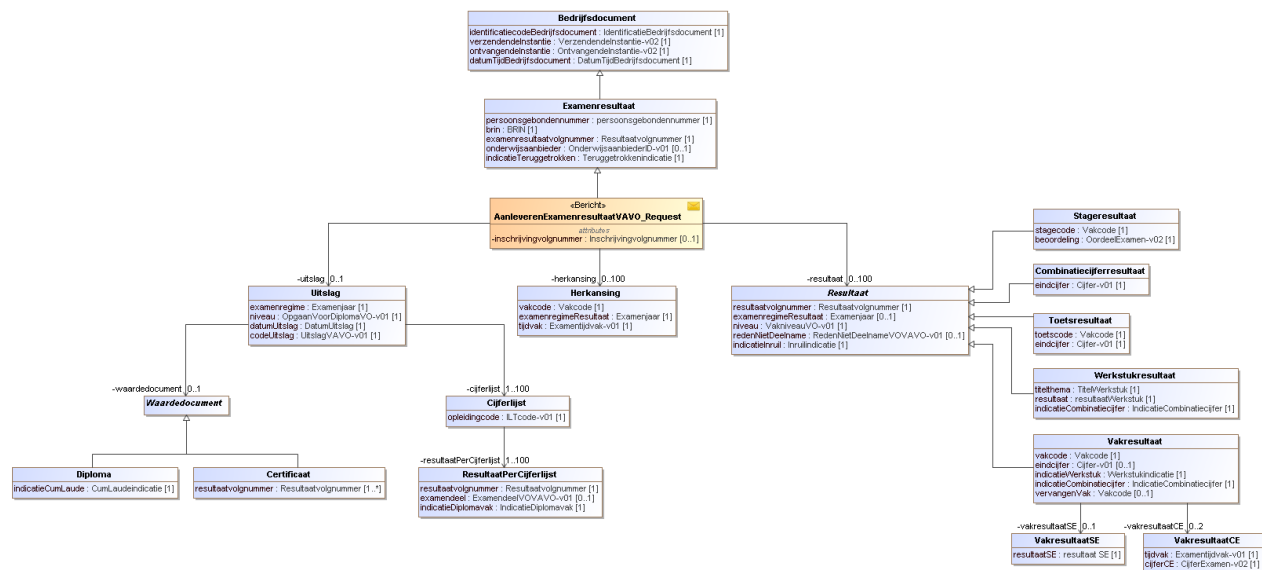 Bedrijfsdocument
identificatiecodeBedrijfsdocument : IdentificatieBedrijfsdocument [1]
verzendendeInstantie : VerzendendeInstantie-v02 [1]
ontvangendeInstantie : OntvangendeInstantie-v02 [1]
datumTijdBedrijfsdocument : DatumTijdBedrijfsdocument [1]
Examenresultaat
persoonsgebondennummer : persoonsgebondennummer [1]
brin : BRIN [1]
examenresultaatvolgnummer : Resultaatvolgnummer [1]
onderwijsaanbieder : OnderwijsaanbiederID-v01 [0..1]
indicatieTeruggetrokken : Teruggetrokkenindicatie [1]
«Bericht»
AanleverenExamenresultaatVAVO_Request
attributes
-inschrijvingvolgnummer : Inschrijvingvolgnummer [0..1]
-uitslag 0..1
-herkansing 0..100
-resultaat 0..100
Uitslag
examenregime : Examenjaar [1]
niveau : OpgaanVoorDiplomaVO-v01 [1]
datumUitslag : DatumUitslag [1]
codeUitslag : UitslagVAVO-v01 [1]
Herkansing
vakcode : Vakcode [1]
examenregimeResultaat : Examenjaar [1]
tijdvak : Examentijdvak-v01 [1]
Resultaat
resultaatvolgnummer : Resultaatvolgnummer [1]
examenregimeResultaat : Examenjaar [0..1]
niveau : VakniveauVO-v01 [1]
redenNietDeelname : RedenNietDeelnameVOVAVO-v01 [0..1]
indicatieInruil : Inruilindicatie [1]
Stageresultaat
stagecode : Vakcode [1]
beoordeling : OordeelExamen-v02 [1]
Combinatiecijferresultaat
eindcijfer : Cijfer-v01 [1]
Toetsresultaat
toetscode : Vakcode [1]
eindcijfer : Cijfer-v01 [1]
Werkstukresultaat
titelthema : TitelWerkstuk [1]
resultaat : resultaatWerkstuk [1]
indicatieCombinatiecijfer : IndicatieCombinatiecijfer [1]
Vakresultaat
vakcode : Vakcode [1]
eindcijfer : Cijfer-v01 [0..1]
indicatieWerkstuk : Werkstukindicatie [1]
indicatieCombinatiecijfer : IndicatieCombinatiecijfer [1]
vervangenVak : Vakcode [0..1]
-waardedocument 0..1
-cijferlijst 1..100
Waardedocument
Cijferlijst
opleidingcode : ILTcode-v01 [1]
-resultaatPerCijferlijst 1..100
Diploma
indicatieCumLaude : CumLaudeindicatie [1]
Certificaat
resultaatvolgnummer : Resultaatvolgnummer [1..*]
ResultaatPerCijferlijst
resultaatvolgnummer : Resultaatvolgnummer [1]
examendeel : ExamendeelVOVAVO-v01 [0..1]
indicatieDiplomavak : IndicatieDiplomavak [1]
-vakresultaatSE 0..1
-vakresultaatCE 0..2
VakresultaatSE
resultaatSE : resultaat SE [1]
VakresultaatCE
tijdvak : Examentijdvak-v01 [1]
cijferCE : CijferExamen-v02 [1]